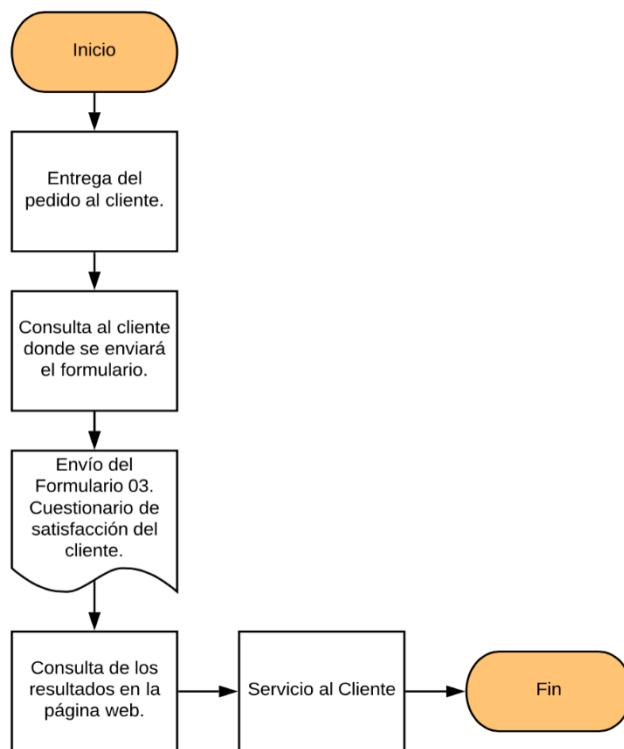 Inicio
Entrega del
pedido al cliente.
Consulta al cliente
donde se enviará
el formulario.
Envío del
Formulario 03.
Cuestionario de
satisfacción del
cliente.
Consulta de los
resultados en la
página web.
Servicio al Cliente
Fin